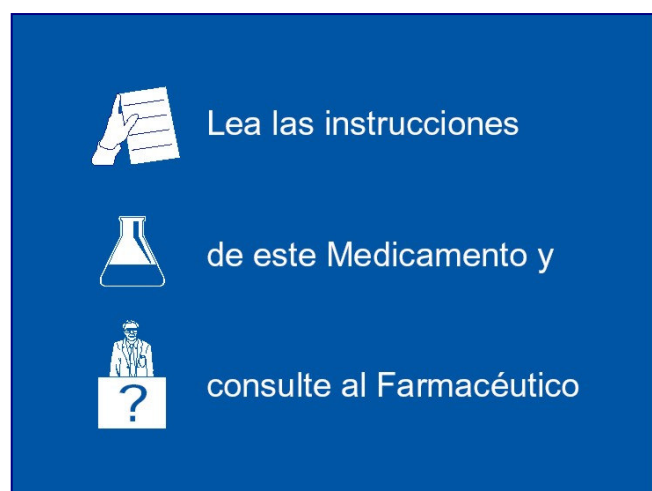 Lea las instrucciones
de este Medicamento y
consulte al Farmacéutico
?